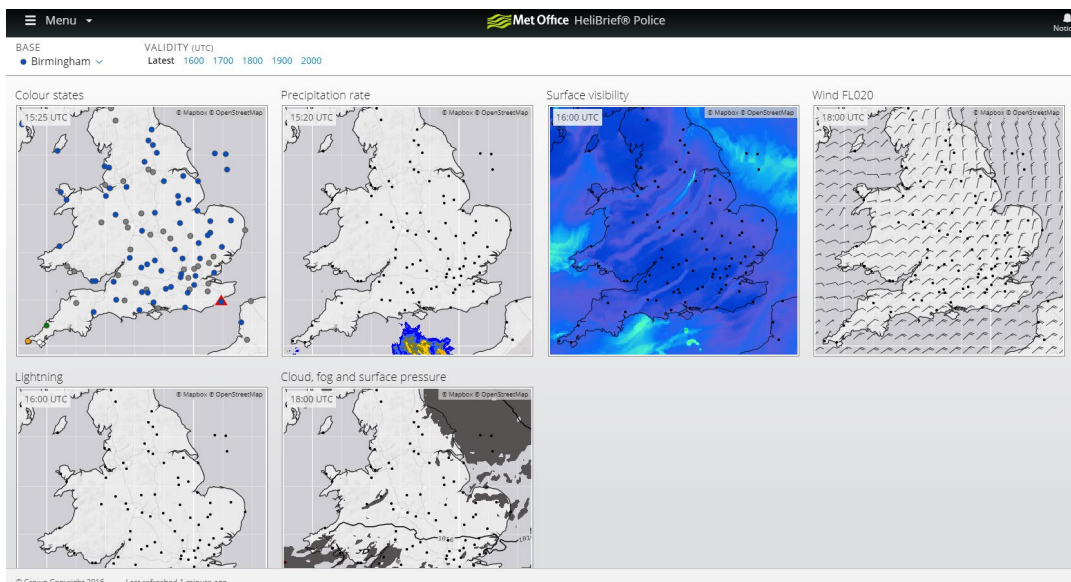 Menu
Met Office HeliBrief® Police
BASE
Birmingham
VALIDITY (UTC)
Latest 1600 1700 1800 1900 2000
Colour states
15:25 UTC
© Mapbox © OpenStreetMap
Precipitation rate
15:20 UTC
© Mapbox © OpenStreetMap
Surface visibility
16:00 UTC
© Mapbox © OpenStreetMap
Wind FL020
18:00 UTC
© Mapbox © OpenStreetMap
Lightning
16:00 UTC
© Mapbox © OpenStreetMap
Cloud, fog and surface pressure
18:00 UTC
© Mapbox © OpenStreetMap